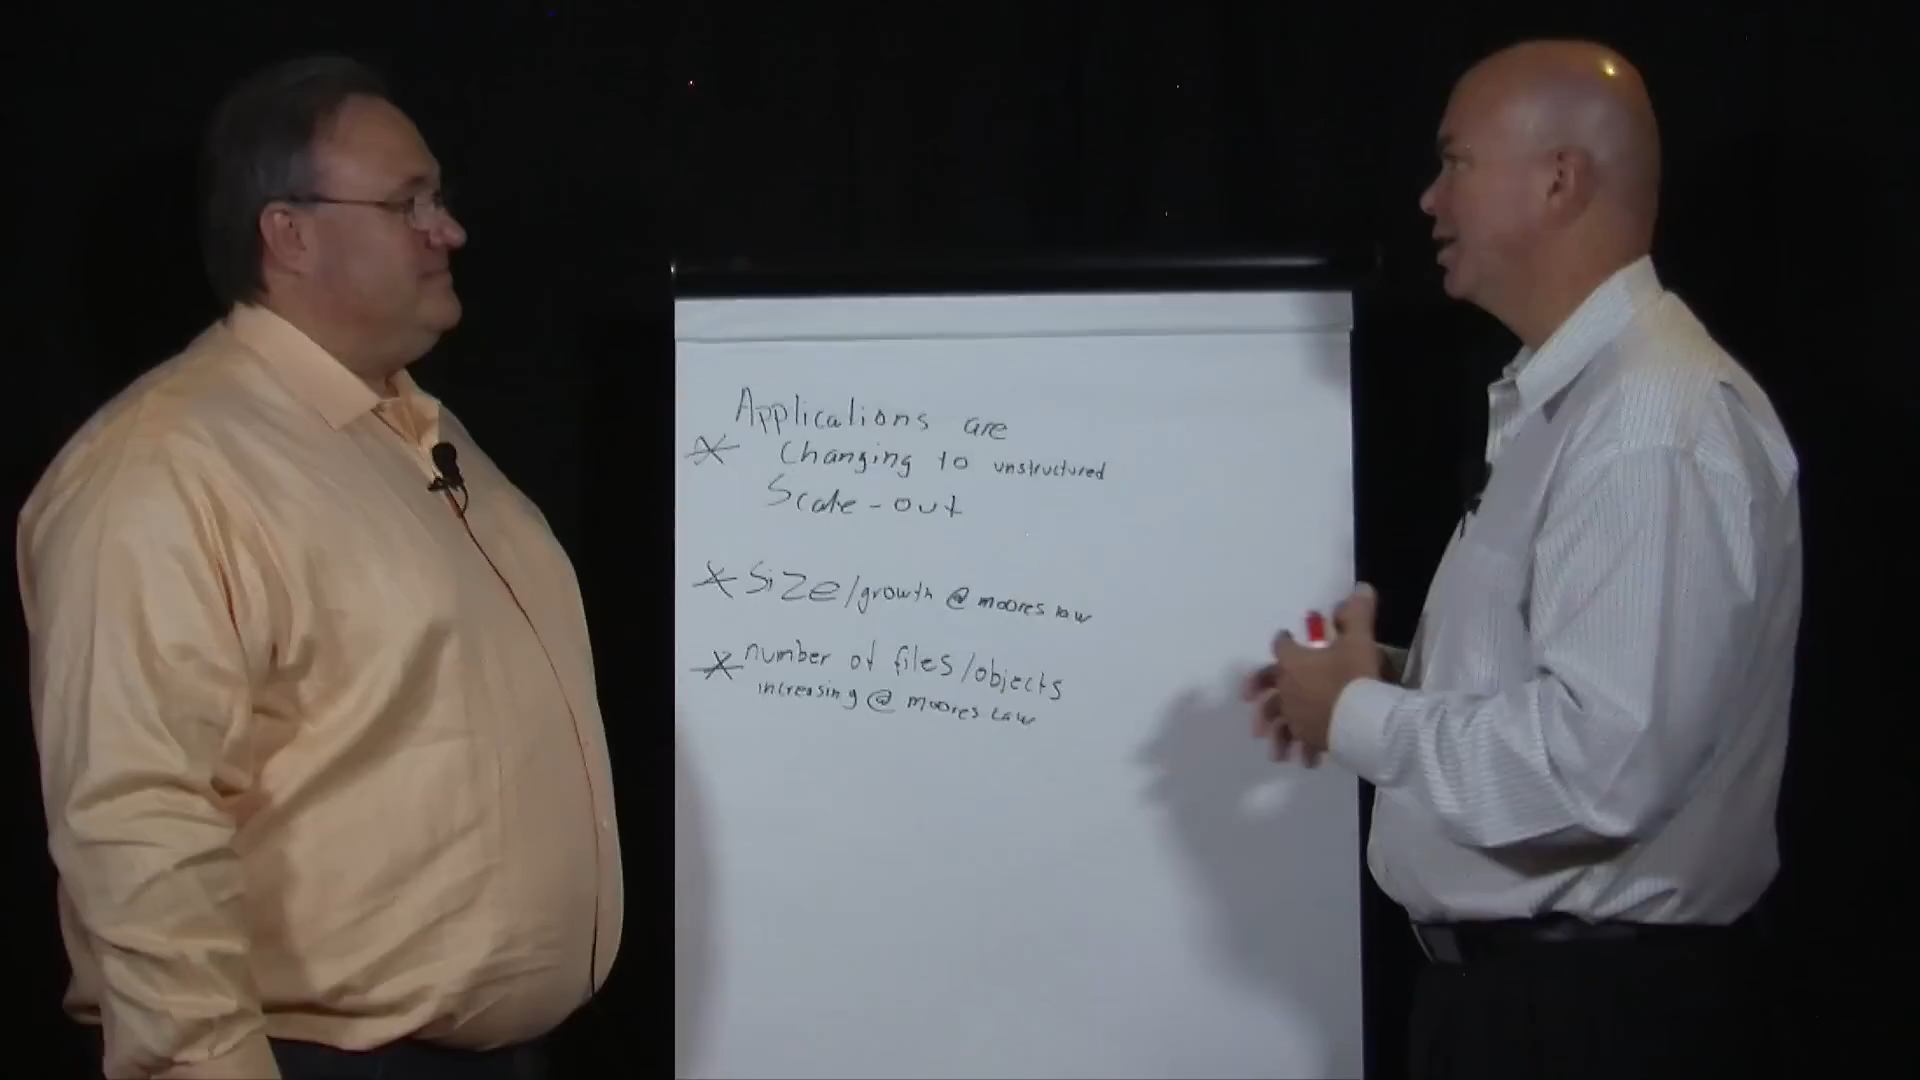 Applications are
* Changing to unstructured
Scale-out
* Size/growth @ moores law
* number of files/objects
increasing @ moores Law